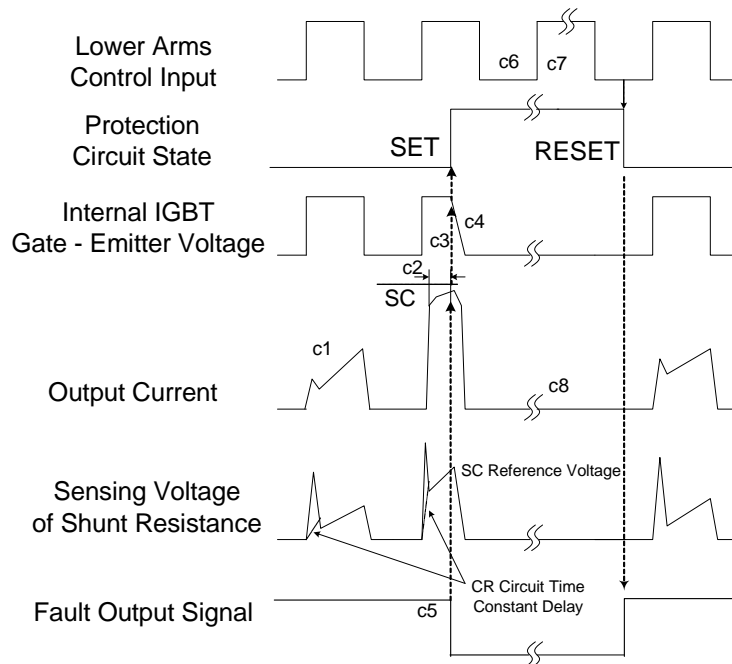 Lower Arms
Control Input
c6
c7
Protection
Circuit State
SET
RESET
Internal IGBT
Gate - Emitter Voltage
c4
c3
c2
SC
c1
Output Current
c8
SC Reference Voltage
Sensing Voltage
of Shunt Resistance
CR Circuit Time
Constant Delay
Fault Output Signal
c5